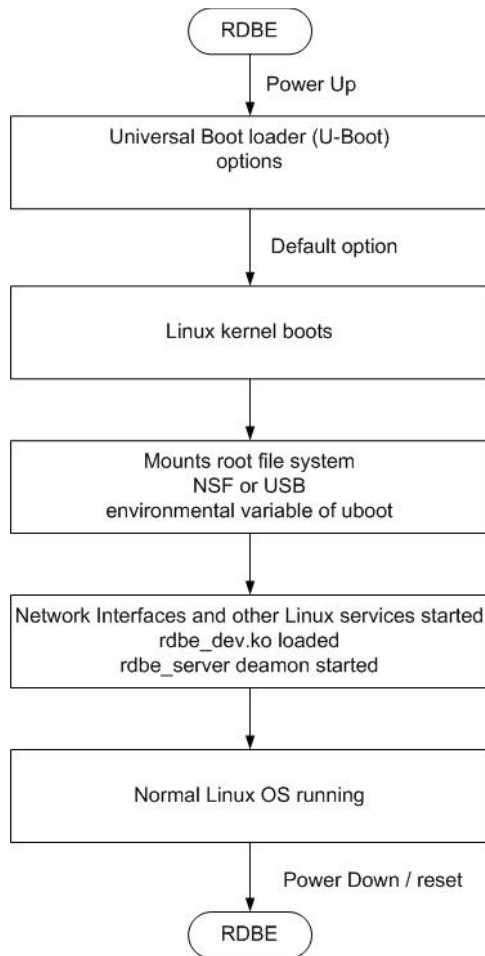 RDBE
Power Up
Universal Boot loader (U-Boot)
options
Default option
Linux kernel boots
Mounts root file system
NSF or USB
environmental variable of uboot
Network Interfaces and other Linux services started
rdbe_dev.ko loaded
rdbe_server deamon started
Normal Linux OS running
Power Down / reset
RDBE